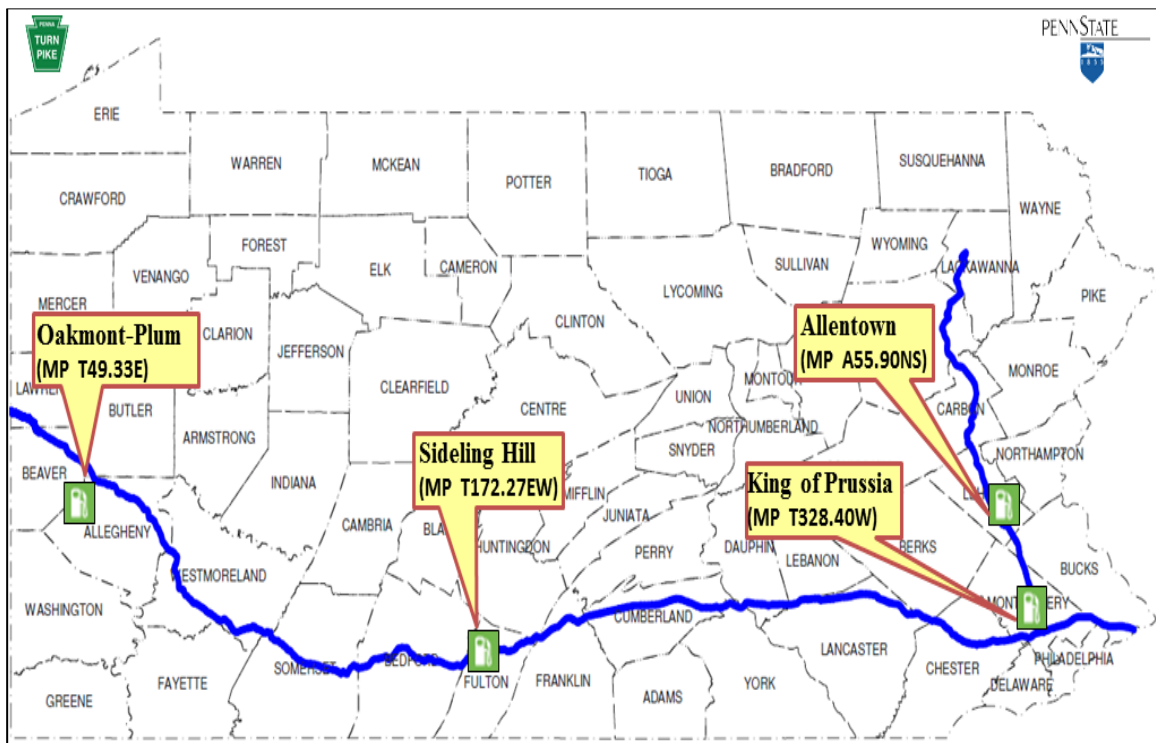 PENNA
TURN
PIKE
PENNSTATE
1855
ERIE
WARREN
MCKEAN
POTTER
TIOGA
BRADFORD
SUSQUEHANNA
CRAWFORD
WAYNE
FOREST
WYOMING
VENANGO
ELK
CAMERON
SULLIVAN
LACKAWANNA
MERCER
LYCOMING
PIKE
Oakmont-Plum
(MP T49.33E)
CLARION
JEFFERSON
CLINTON
Allentown
(MP A55.90NS)
MONROE
CLEARFIELD
UNION
MONTOUR
BUTLER
CENTRE
CARBON
ARMSTRONG
NORTHUMBERLAND
SNYDER
NORTHAMPTON
Sideling Hill
(MP T172.27EW)
BEAVER
INDIANA
MIFFLIN
King of Prussia
(MP T328.40W)
CAMBRIA
JUNIATA
ALLEGHENY
HUNTINGDON
PERRY
DAUPHIN
LEBANON
BERKS
BUCKS
WESTMORELAND
WASHINGTON
CUMBERLAND
LANCASTER
SOMERSET
BEDFORD
PHILADELPHIA
CHESTER
DELAWARE
GREENE
FAYETTE
FULTON
FRANKLIN
ADAMS
YORK